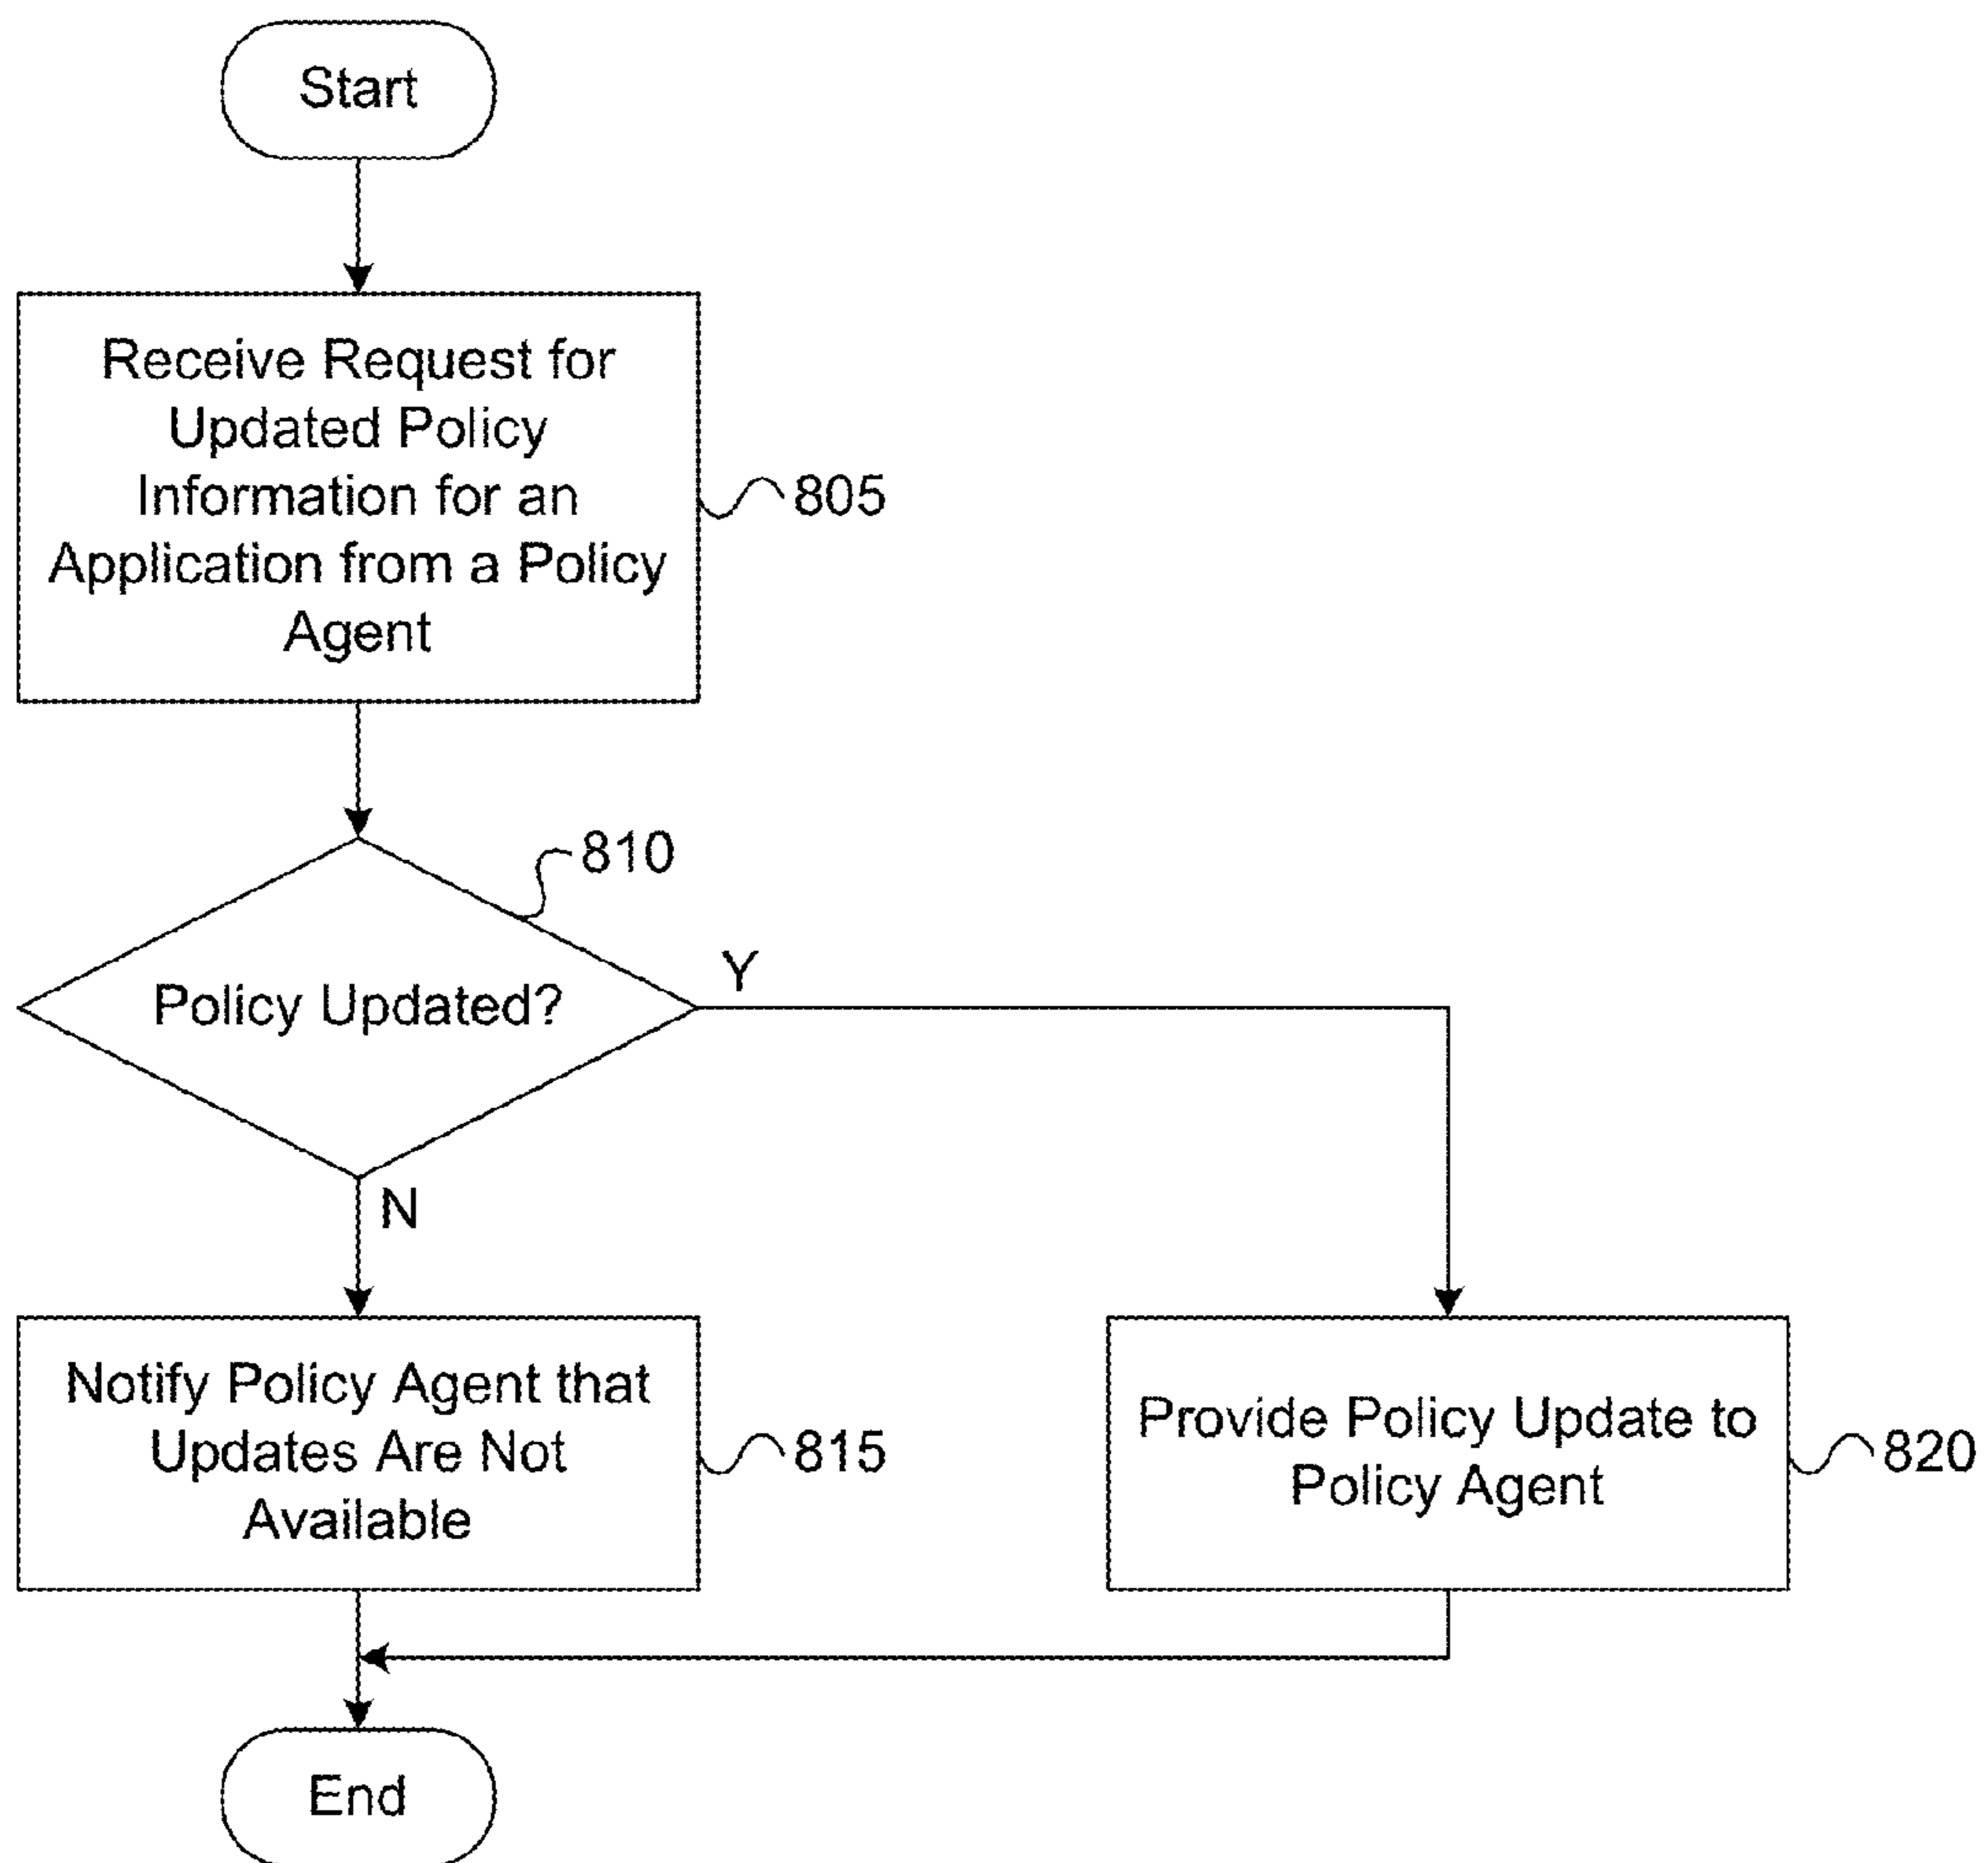 Start
Receive Request for
Updated Policy
Information for an
Application from a Policy
Agent
805
810
Policy Updated?
Y
N
Notify Policy Agent that
Updates Are Not
Available
815
Provide Policy Update to
Policy Agent
820
End